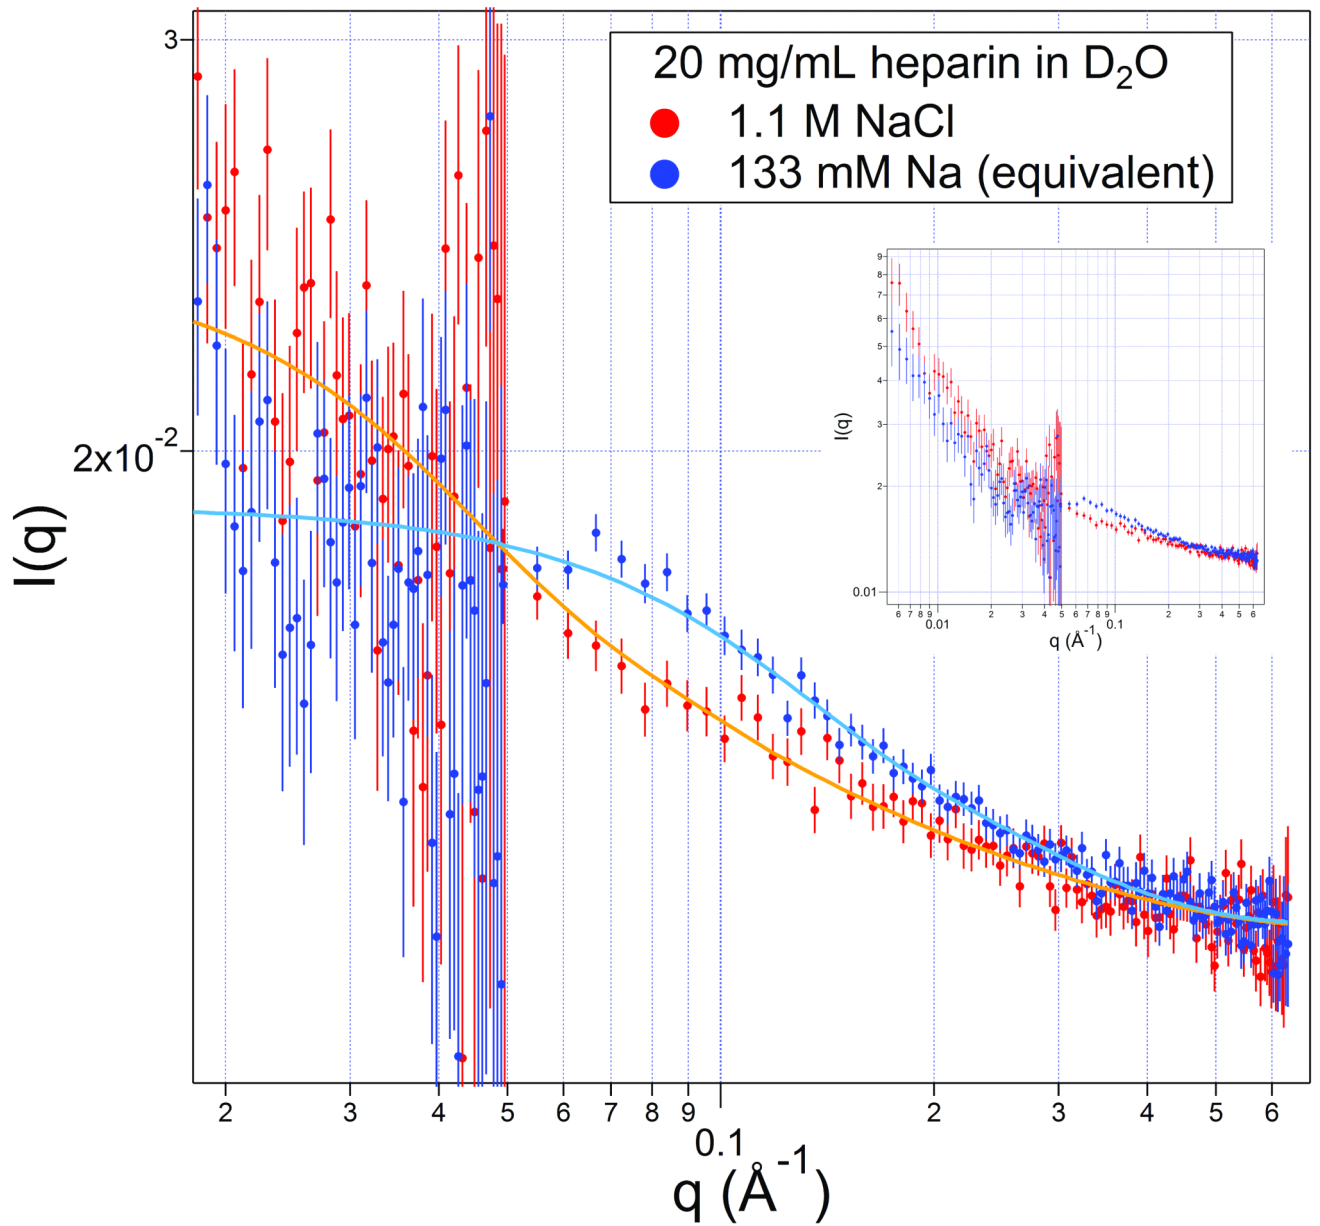 3
2x10-2
I(q)
20 mg/mL heparin in D2O
1.1 M NaCl
133 mM Na (equivalent)
9
8
7
6
5
4
3
2
0.01
I(q)
6 7 8 9 2 3 4 5 6 7 8 9 2 3 4 5 6
0.01 0.1
q (Å-1)
2 3 4 5 6 7 8 9 2 3 4 5 6
0.1
q (Å-1)